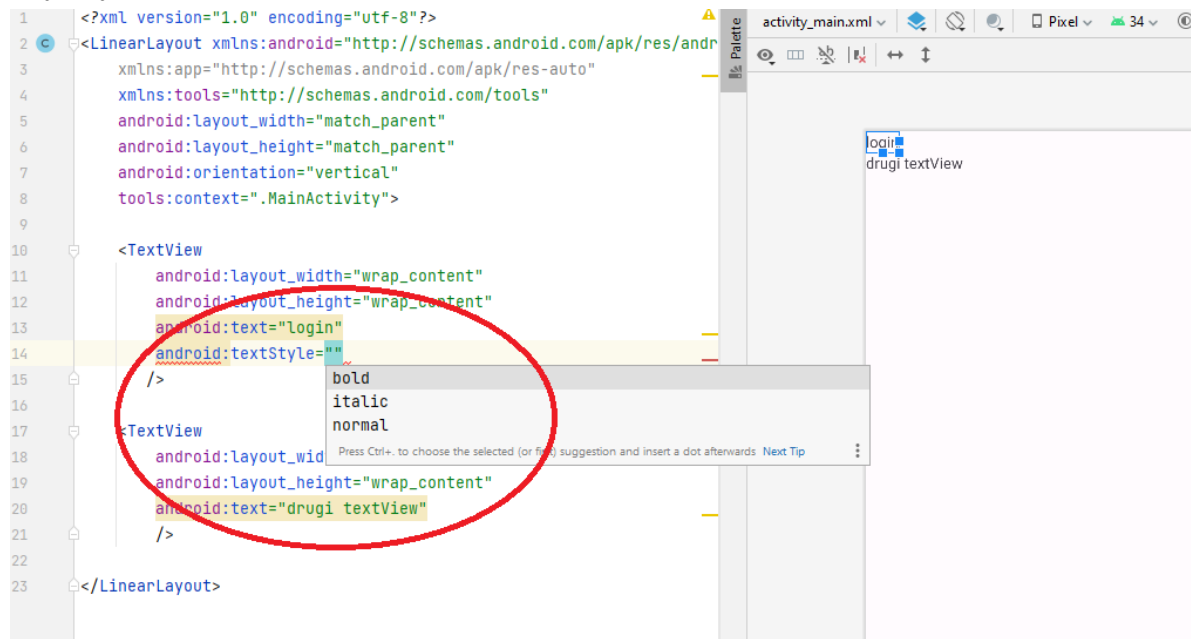 1 <?xml version="1.0" encoding="utf-8"?>
2 C <LinearLayout xmlns:android="http://schemas.android.com/apk/res/andr
3 xmlns:app="http://schemas.android.com/apk/res-auto"
4 xmlns:tools="http://schemas.android.com/tools"
5 android:layout_width="match_parent"
6 android:layout_height="match_parent"
7 android:orientation="vertical"
8 tools:context=".MainActivity">
9
10 <TextView
11 android:layout_width="wrap_content"
12 android:layout_height="wrap_content"
13 android:text="login"
14 android:textStyle=""
15 />
bold
italic
normal
Press Ctrl+. to choose the selected (or first) suggestion and insert a dot afterwards Next Tip
16
17 <TextView
18 android:layout_wid
19 android:layout_height="wrap_content"
20 android:text="drugi textView"
21 />
22
23 </LinearLayout>
Palette
activity_main.xml
Pixel
34
login
drugi textView